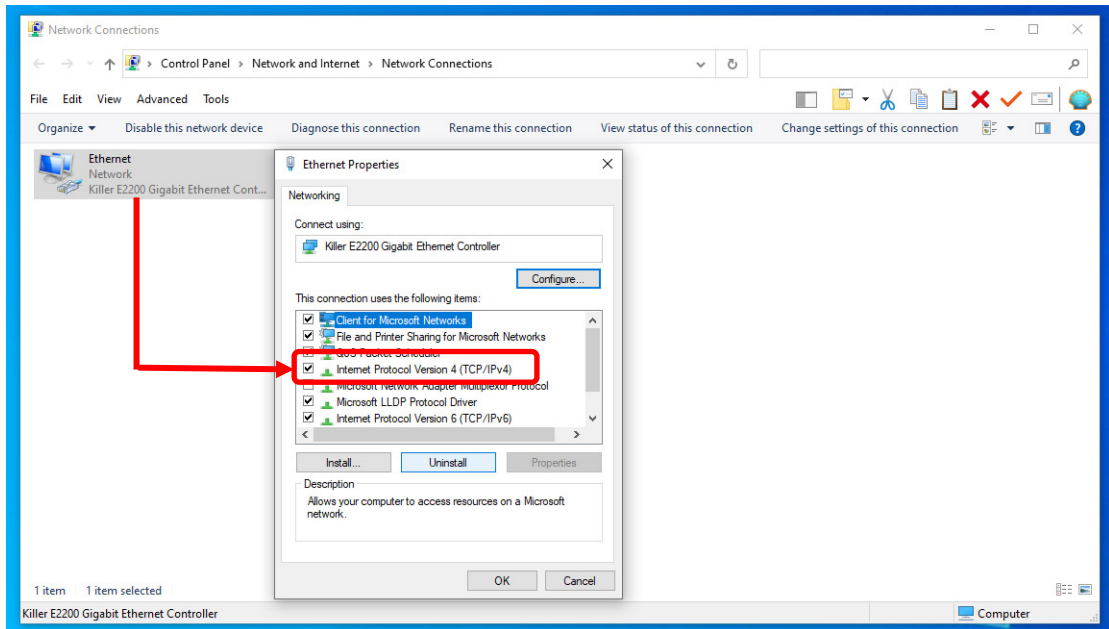 Network Connections
Control Panel > Network and Internet > Network Connections
File Edit View Advanced Tools
Organize Disable this network device Diagnose this connection Rename this connection View status of this connection Change settings of this connection
Ethernet
Network
Killer E2200 Gigabit Ethernet Cont...
Ethernet Properties
Networking
Connect using:
Killer E2200 Gigabit Ethernet Controller
Configure...
This connection uses the following items:
Client for Microsoft Networks
File and Printer Sharing for Microsoft Networks
QoS Packet Scheduler
Internet Protocol Version 4 (TCP/IPv4)
Microsoft Network Adapter Multiplexor Protocol
Microsoft LLDP Protocol Driver
Internet Protocol Version 6 (TCP/IPv6)
Install... Uninstall Properties
Description
Allows your computer to access resources on a Microsoft
network.
OK Cancel
1 item 1 item selected
Killer E2200 Gigabit Ethernet Controller
Computer